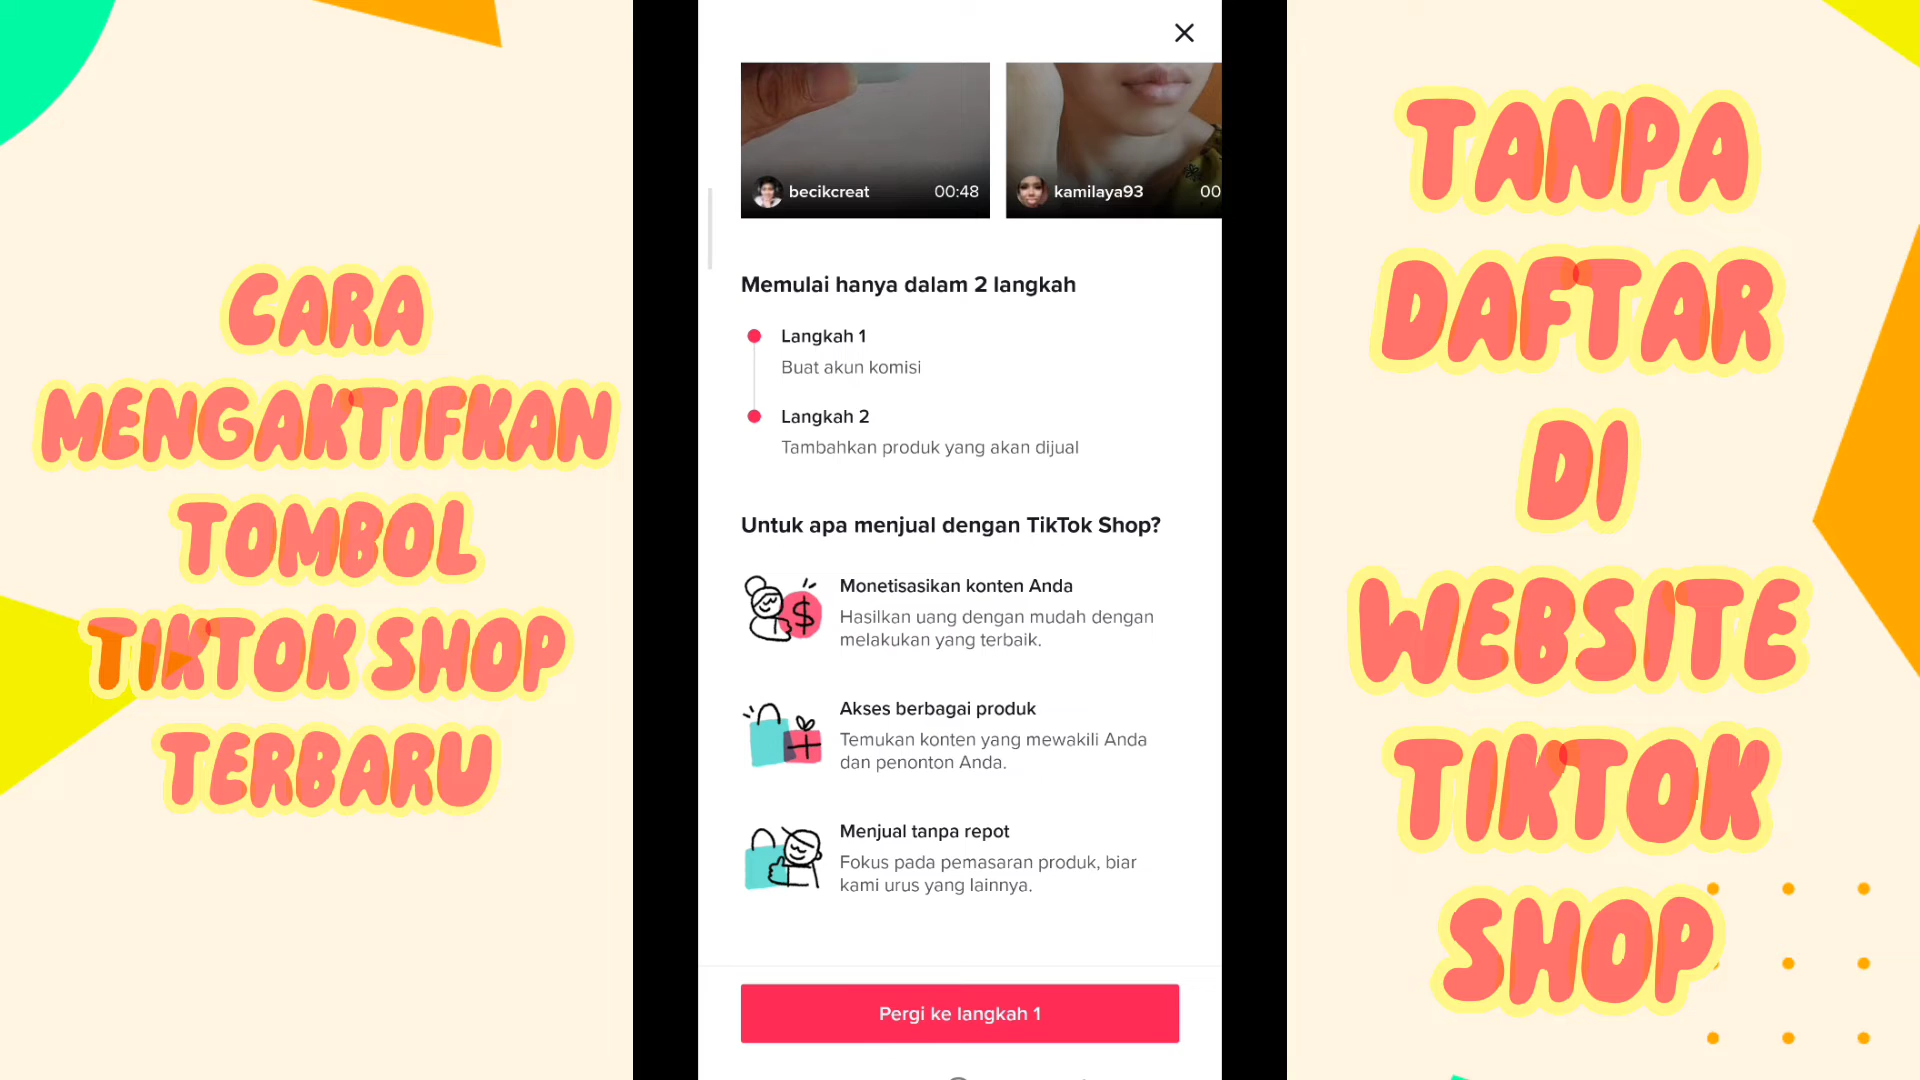 CARA
MENGAKTIFKAN
TOMBOL
TIKTOK SHOP
TERBARU
becikcreat 00:48
kamilaya93 00
Memulai hanya dalam 2 langkah
Langkah 1
Buat akun komisi
Langkah 2
Tambahkan produk yang akan dijual
Untuk apa menjual dengan TikTok Shop?
Monetisasikan konten Anda
Hasilkan uang dengan mudah dengan
melakukan yang terbaik.
Akses berbagai produk
Temukan konten yang mewakili Anda
dan penonton Anda.
Menjual tanpa repot
Fokus pada pemasaran produk, biar
kami urus yang lainnya.
Pergi ke langkah 1
TANPA
DAFTAR
DI
WEBSITE
TIKTOK
SHOP